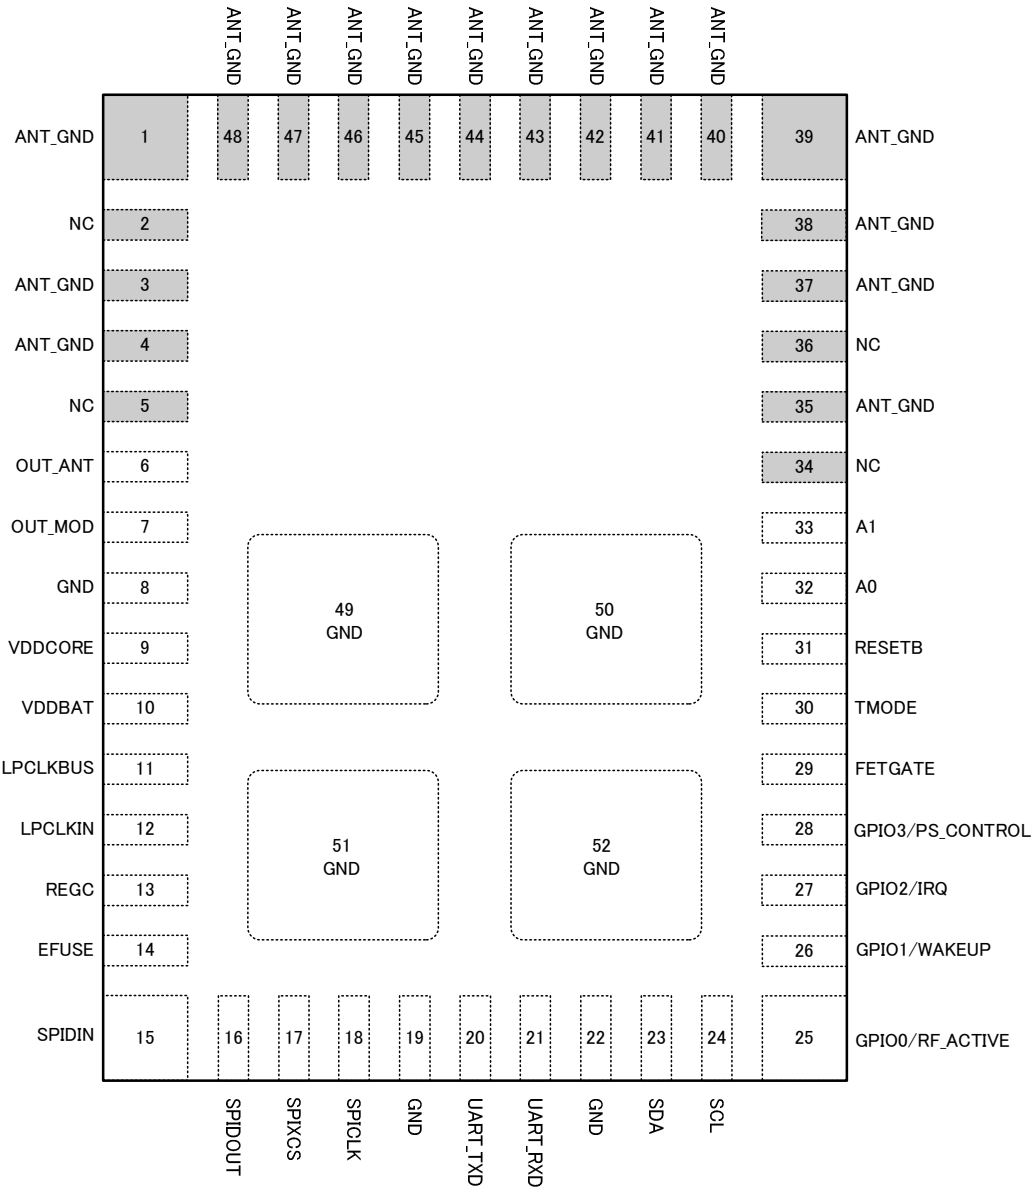 ANT_GND ANT_GND ANT_GND ANT_GND ANT_GND ANT_GND ANT_GND ANT_GND ANT_GND
ANT_GND 1 48 47 46 45 44 43 42 41 40 39 ANT_GND
NC 2 38 ANT_GND
ANT_GND 3 37 ANT_GND
ANT_GND 4 36 NC
NC 5 35 ANT_GND
OUT_ANT 6 34 NC
OUT_MOD 7 33 A1
GND 8 32 A0
49 50
GND GND
VDDCORE 9 31 RESETB
VDDBAT 10 30 TMODE
LPCLKBUS 11 29 FETGATE
LPCLKIN 12 28 GPIO3/PS_CONTROL
51 52
GND GND
REGC 13 27 GPIO2/IRQ
EFUSE 14 26 GPIO1/WAKEUP
SPIDIN 15 16 17 18 19 20 21 22 23 24 25 GPIO0/RF_ACTIVE
SPIDOUT SPIXCS SPICLK GND UART_TXD UART_RXD GND SDA SCL